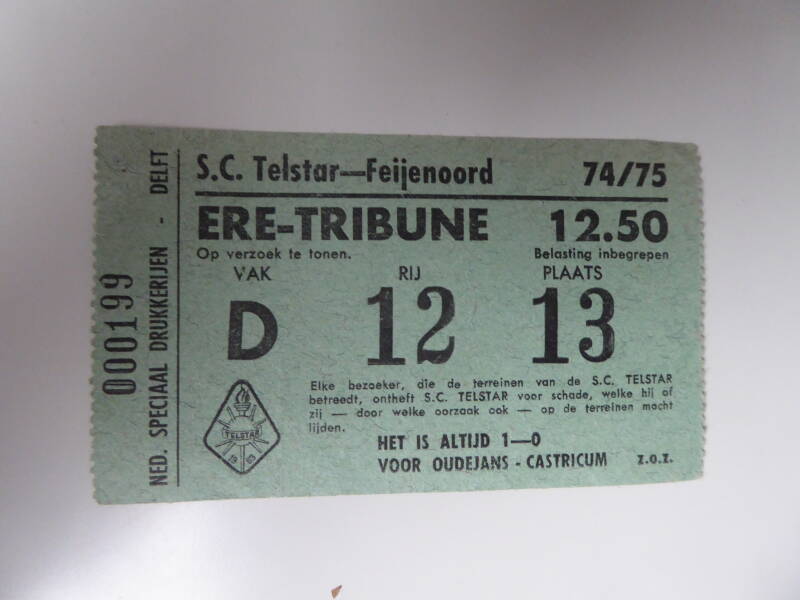 S.C. Telstar—Feijenoord 74/75
ERE-TRIBUNE 12.50
Op verzoek te tonen. Belasting inbegrepen
VAK RIJ PLAATS
D 12 13
Elke bezoeker, die de terreinen van de S.C. TELSTAR
betreedt, ontheft S.C. TELSTAR voor schade, welke hij of
zij — door welke oorzaak ook — op de terreinen mocht
lijden.
HET IS ALTIJD 1—0
VOOR OUDEJANS - CASTRICUM z.o.z.
TELSTAR
19 63
000199
NED. SPECIAAL DRUKKERIJEN - DELFT